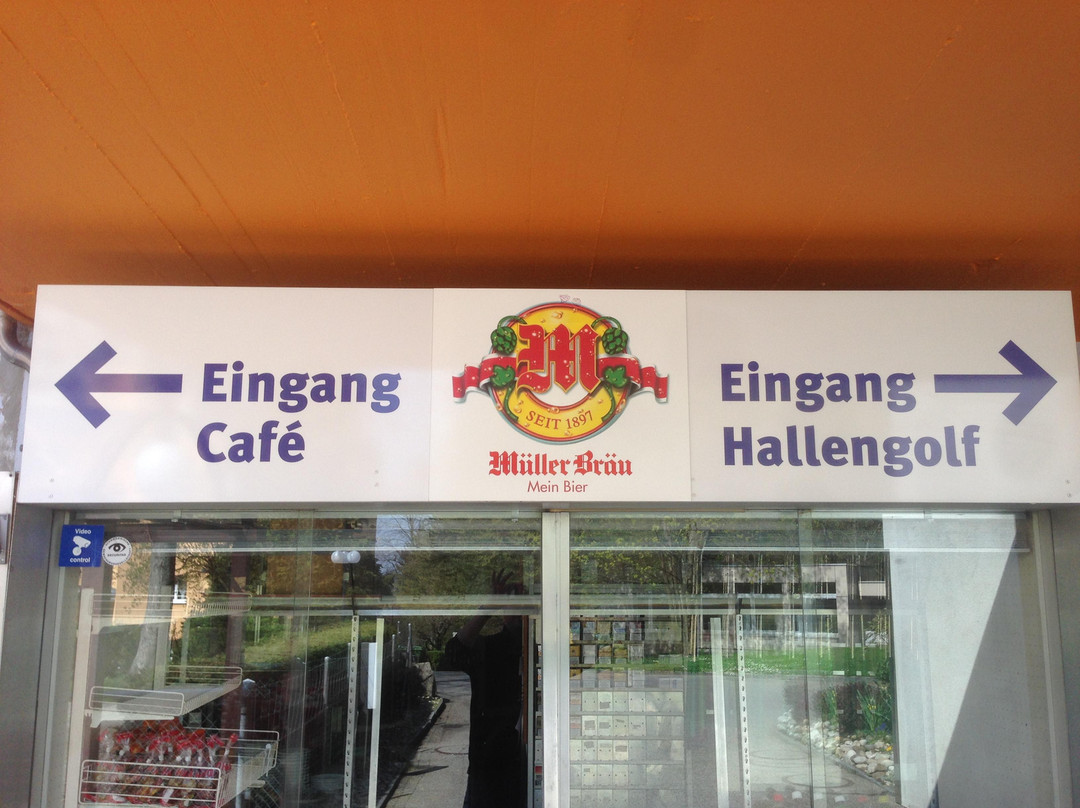 Eingang
Café
M
SEIT 1897
Müller Bräu
Mein Bier
Eingang
Hallengolf
Video
control